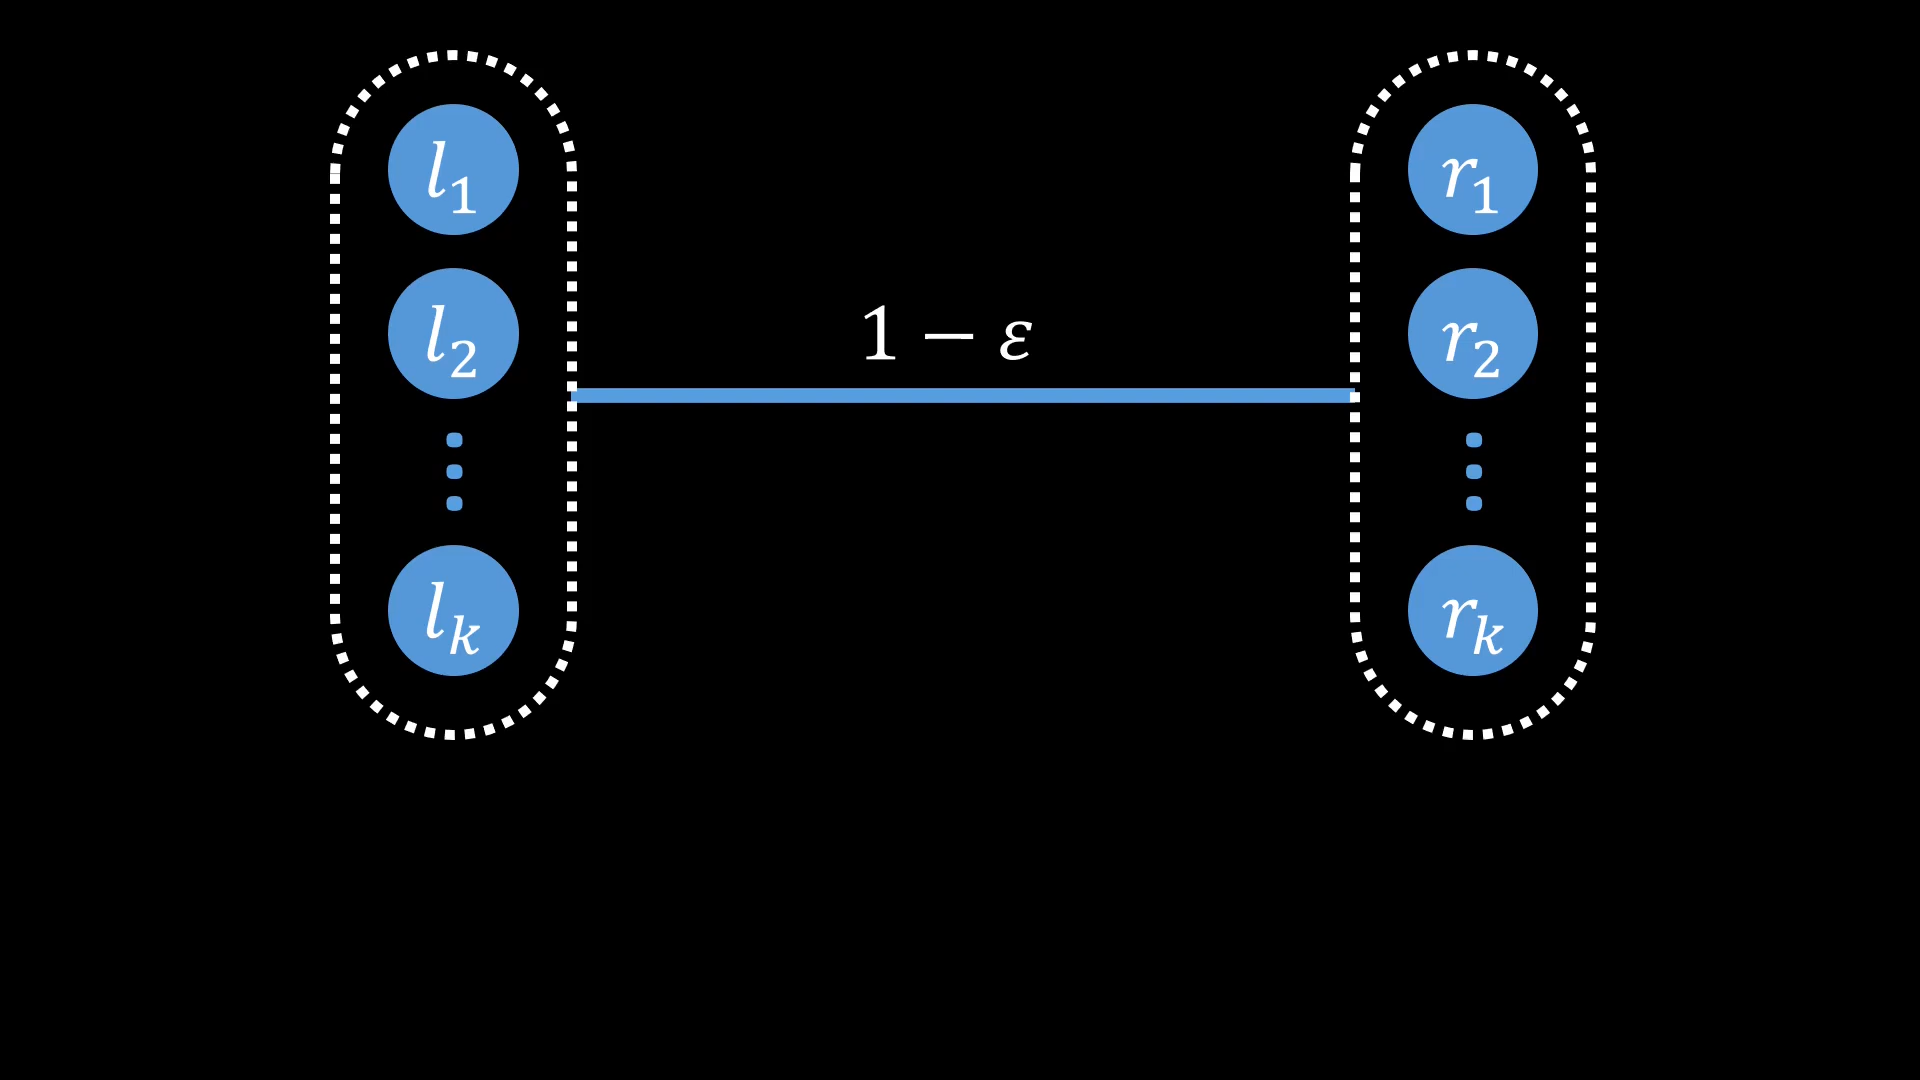 l₁
l₂
lₖ
1 − ε
r₁
r₂
rₖ